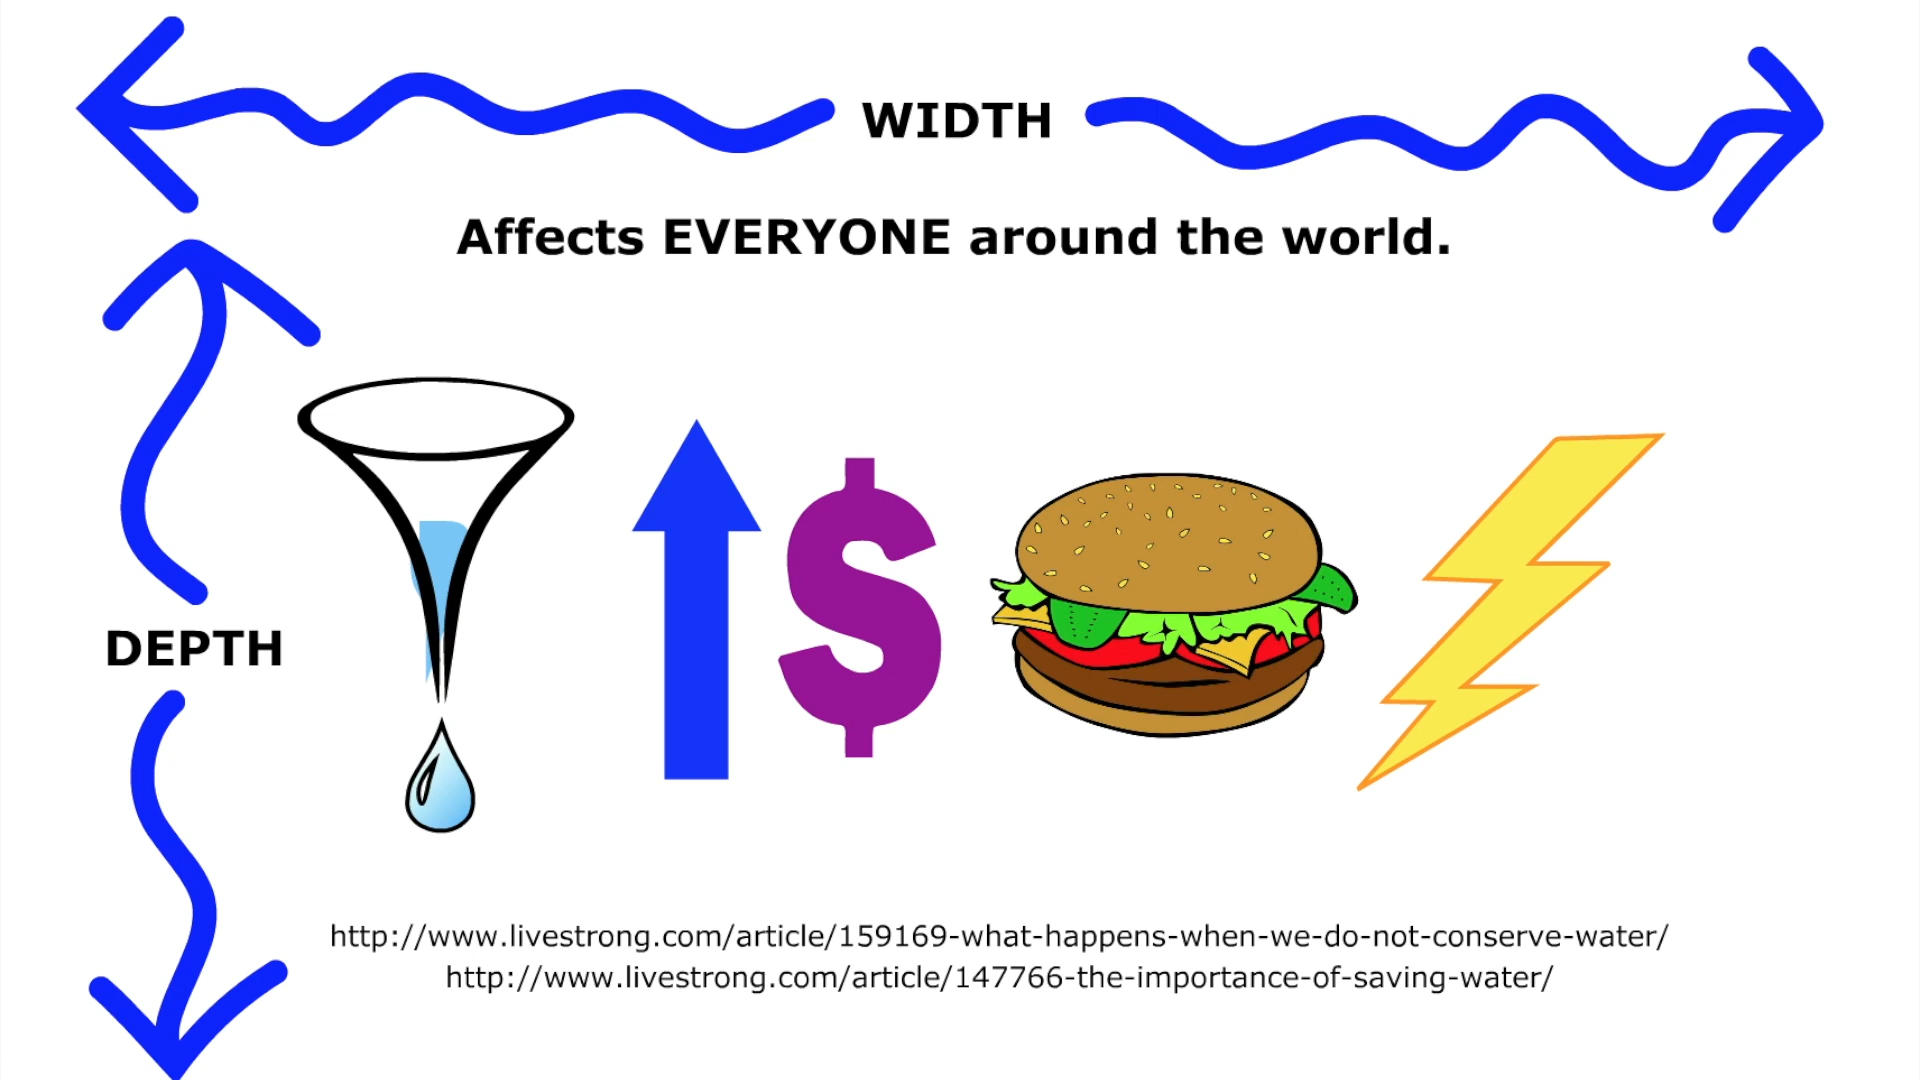 WIDTH
Affects EVERYONE around the world.
$
DEPTH
http://www.livestrong.com/article/159169-what-happens-when-we-do-not-conserve-water/
http://www.livestrong.com/article/147766-the-importance-of-saving-water/